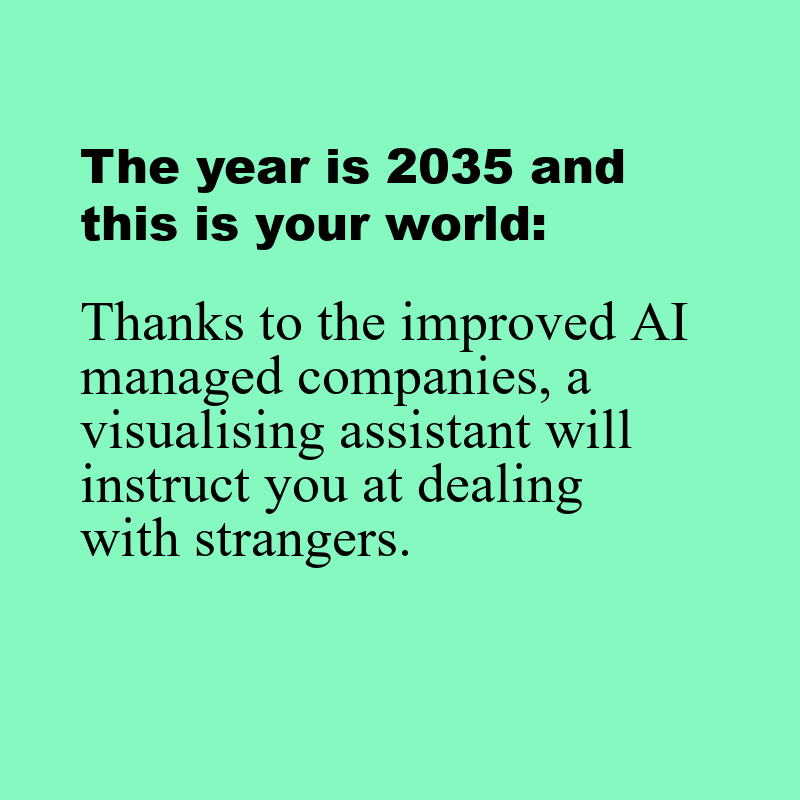 The year is 2035 and
this is your world:
Thanks to the improved AI
managed companies, a
visualising assistant will
instruct you at dealing
with strangers.